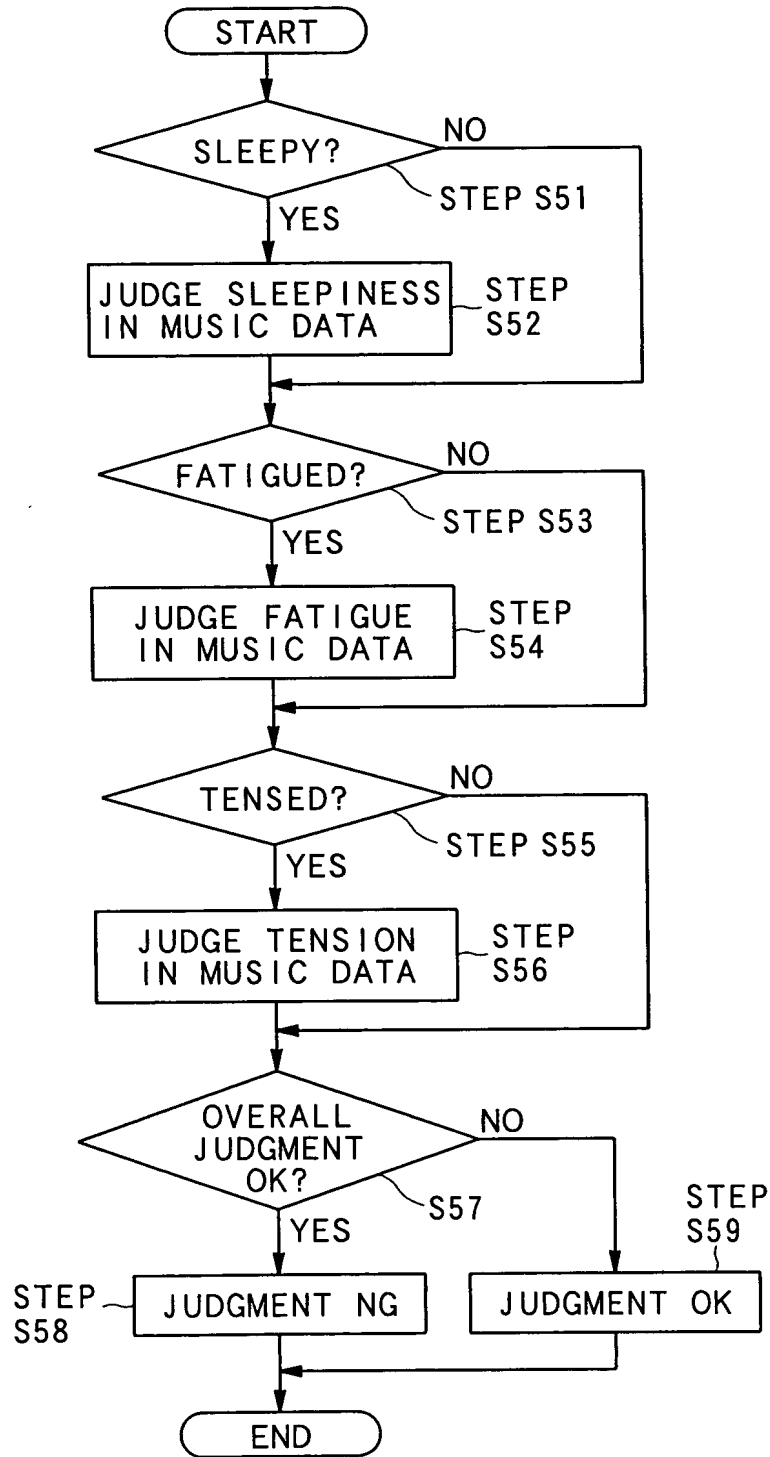 START
SLEEPY?
NO
STEP S51
YES
JUDGE SLEEPINESS
IN MUSIC DATA
STEP
S52
FATIGUED?
NO
STEP S53
YES
JUDGE FATIGUE
IN MUSIC DATA
STEP
S54
TENSED?
NO
STEP S55
YES
JUDGE TENSION
IN MUSIC DATA
STEP
S56
OVERALL
JUDGMENT
OK?
NO
S57
YES
STEP
S59
STEP
S58
JUDGMENT NG
JUDGMENT OK
END